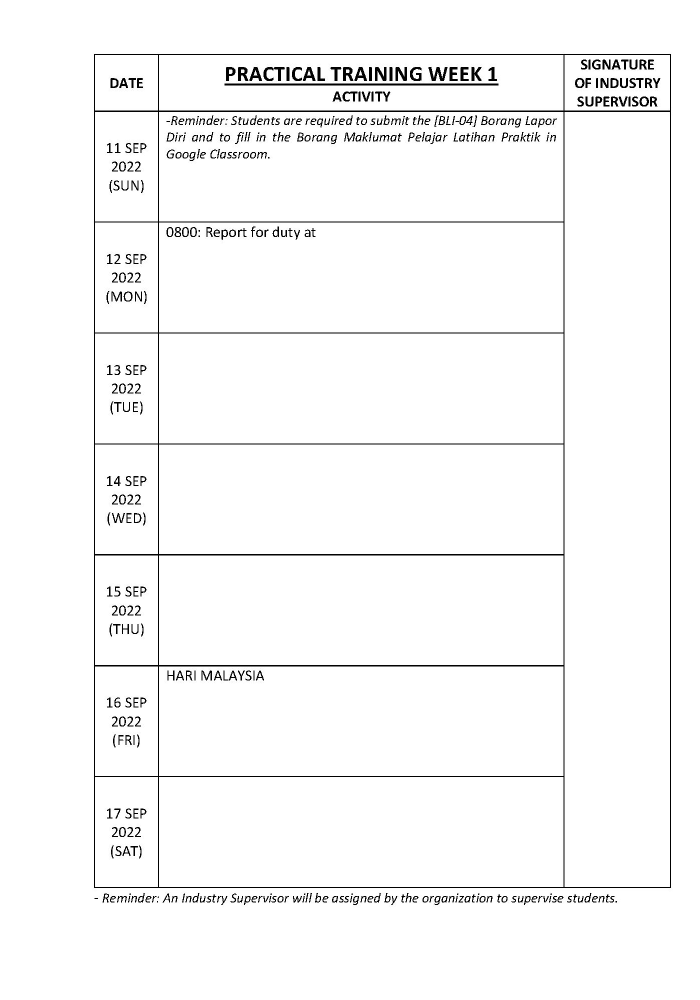 DATE
PRACTICAL TRAINING WEEK 1
ACTIVITY
SIGNATURE
OF INDUSTRY
SUPERVISOR
11 SEP
2022
(SUN)
-Reminder: Students are required to submit the [BLI-04] Borang Lapor
Diri and to fill in the Borang Maklumat Pelajar Latihan Praktik in
Google Classroom.
12 SEP
2022
(MON)
0800: Report for duty at
13 SEP
2022
(TUE)
14 SEP
2022
(WED)
15 SEP
2022
(THU)
16 SEP
2022
(FRI)
HARI MALAYSIA
17 SEP
2022
(SAT)
- Reminder: An Industry Supervisor will be assigned by the organization to supervise students.